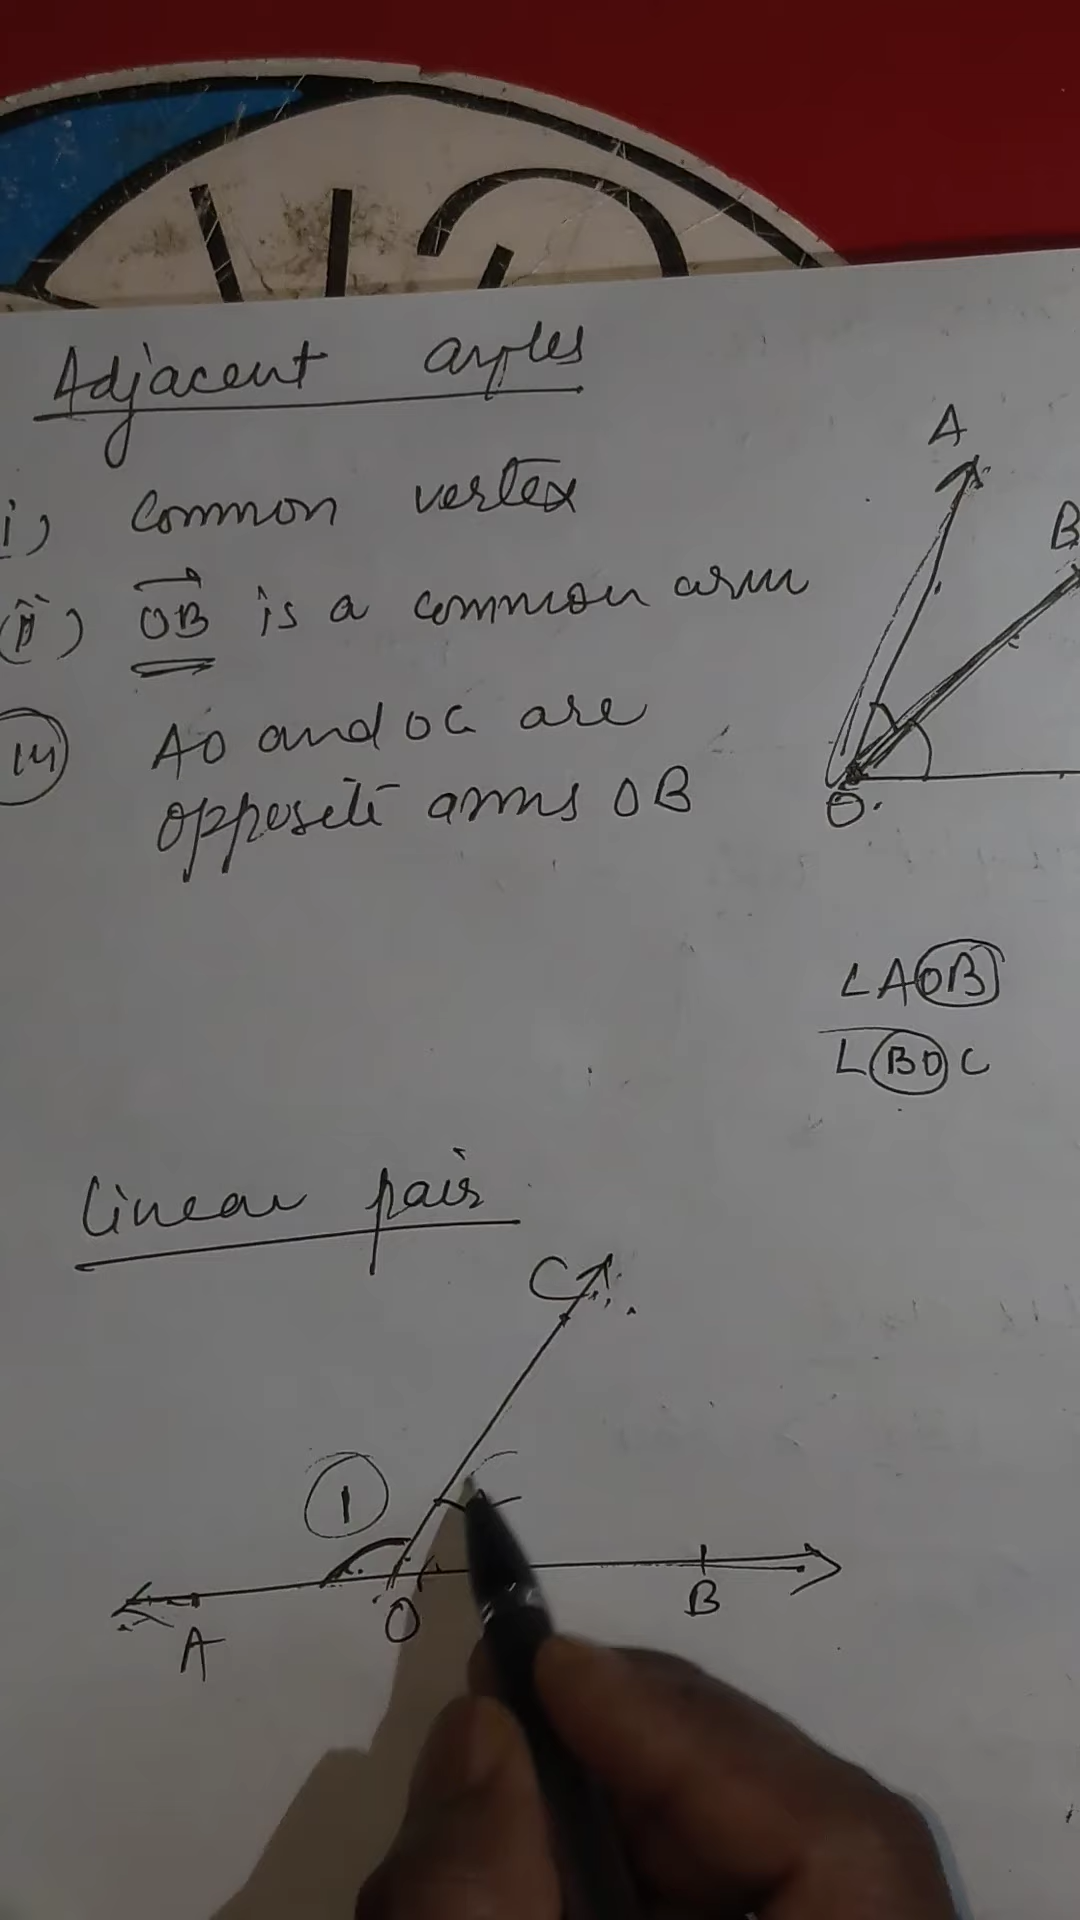 Adjacent angles
i) Common vertex
(ii) OB is a common arm
iii AO and OC are
opposite arms OB
A
B
O.
∠AOB
∠BOC
Linear pair
C
1
A
O
B